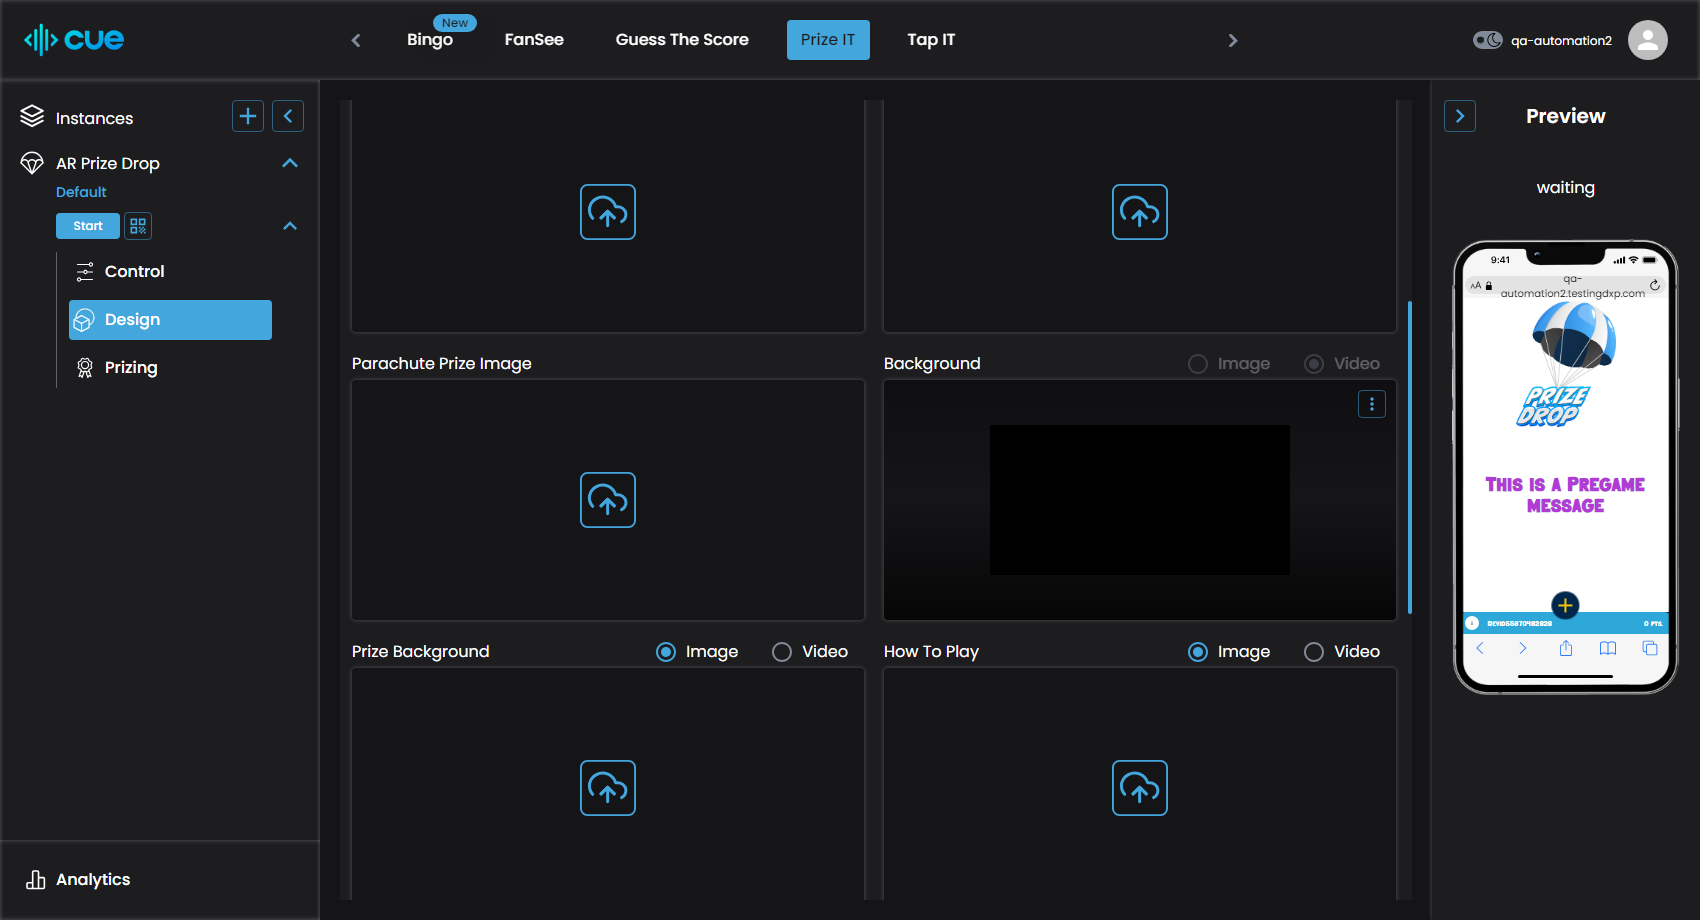 cue
New
Bingo
FanSee
Guess The Score
Prize IT
Tap IT
qa-automation2
Instances
AR Prize Drop
Default
Start
Control
Design
Prizing
Analytics
Parachute Prize Image
Background
Image
Video
Prize Background
Image
Video
How To Play
Image
Video
Preview
waiting
9:41
AA
qa-
automation2.testingdxp.com
PRIZE
DROP
This is a Pregame
message
0 PTS.